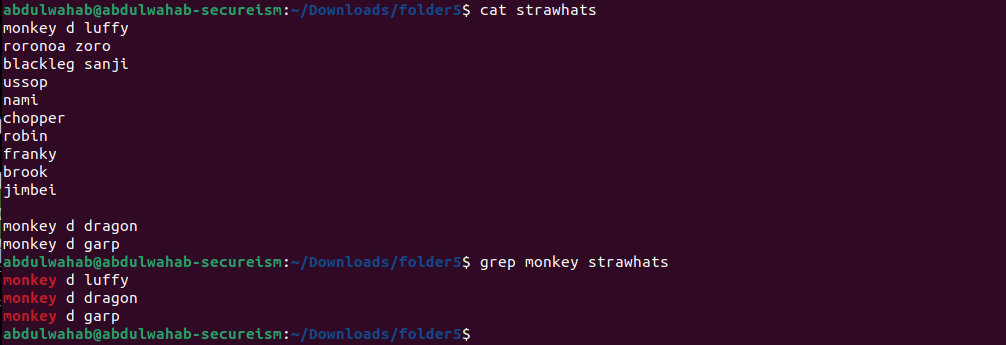 abdulwahab@abdulwahab-secureism:~/Downloads/folder5$ cat strawhats
monkey d luffy
roronoa zoro
blackleg sanji
ussop
nami
chopper
robin
franky
brook
jimbei

monkey d dragon
monkey d garp
abdulwahab@abdulwahab-secureism:~/Downloads/folder5$ grep monkey strawhats
monkey d luffy
monkey d dragon
monkey d garp
abdulwahab@abdulwahab-secureism:~/Downloads/folder5$